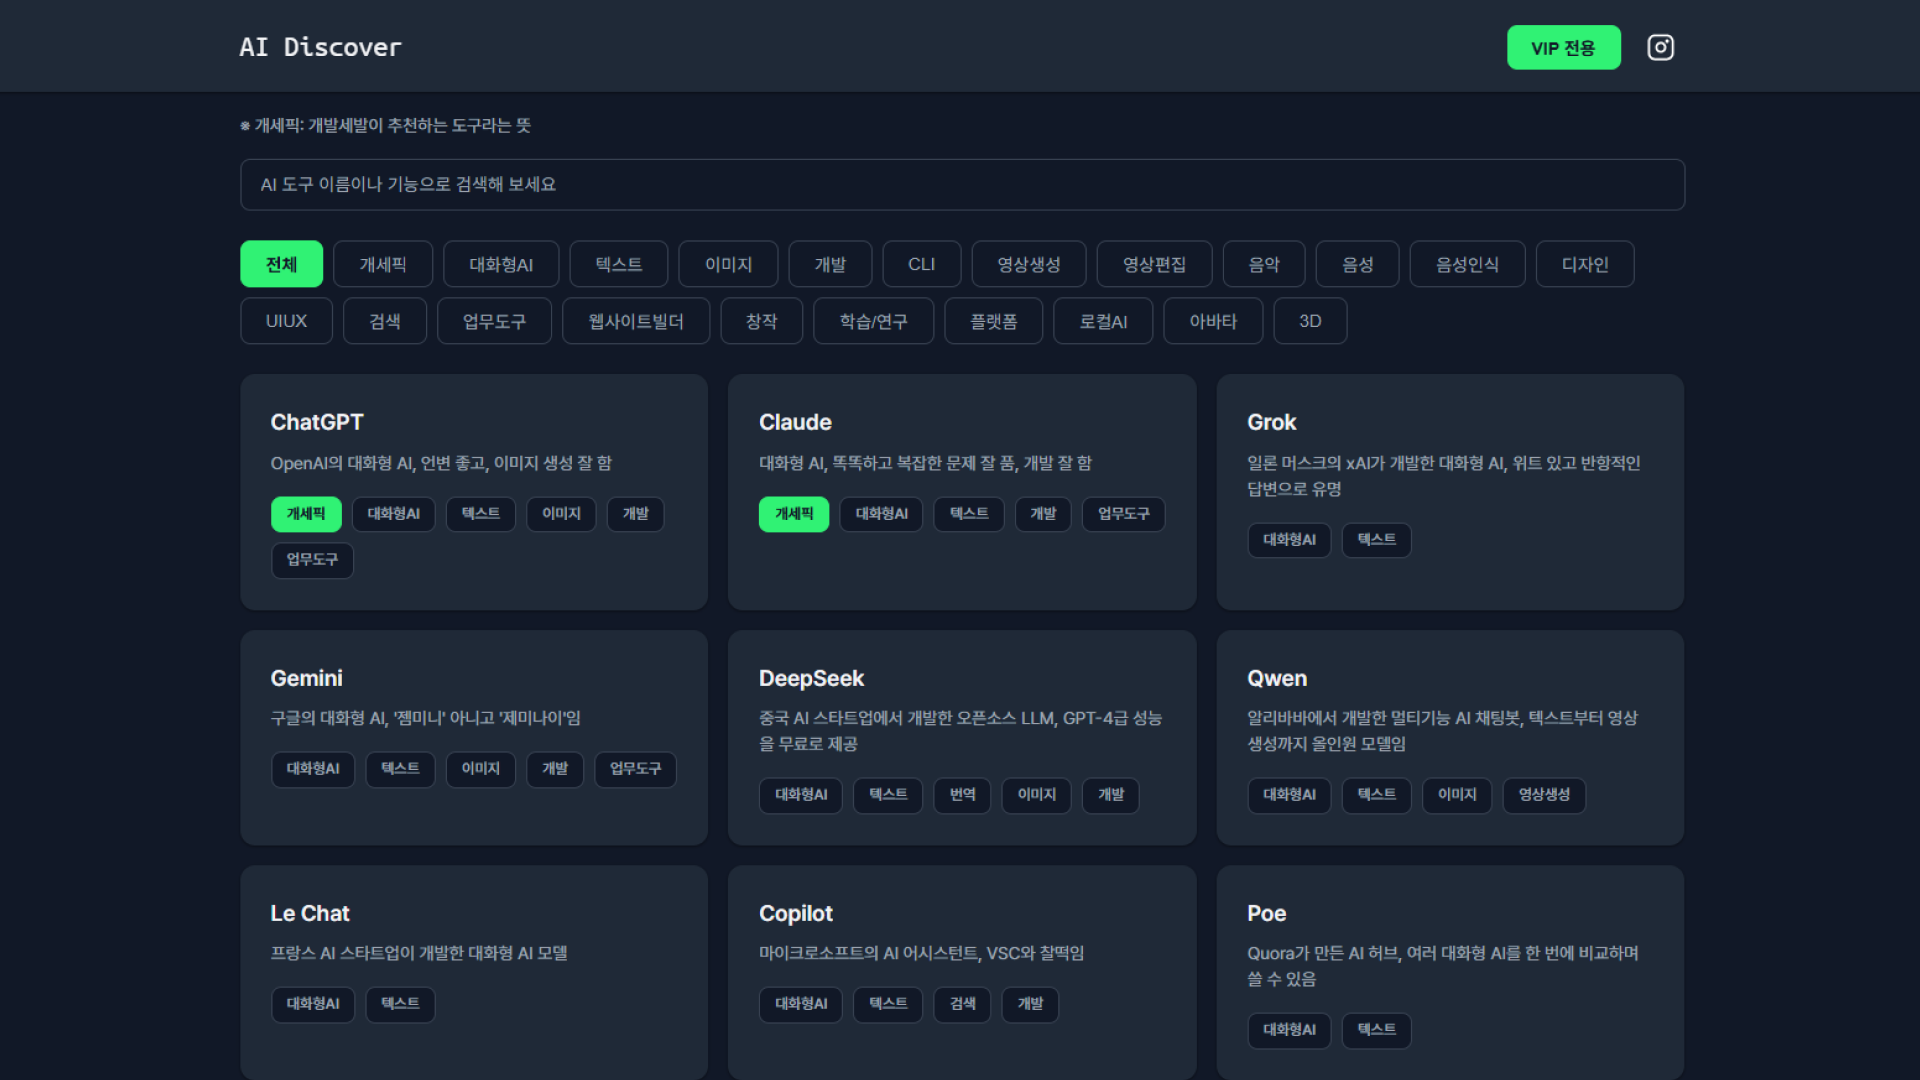 AI Discover
VIP 전용
※ 개세픽: 개발세발이 추천하는 도구라는 뜻
AI 도구 이름이나 기능으로 검색해 보세요
전체 개세픽 대화형AI 텍스트 이미지 개발 CLI 영상생성 영상편집 음악 음성 음성인식 디자인
UIUX 검색 업무도구 웹사이트빌더 창작 학습/연구 플랫폼 로컬AI 아바타 3D
ChatGPT
OpenAI의 대화형 AI, 언변 좋고, 이미지 생성 잘 함
개세픽 대화형AI 텍스트 이미지 개발
업무도구
Claude
대화형 AI, 똑똑하고 복잡한 문제 잘 품, 개발 잘 함
개세픽 대화형AI 텍스트 개발 업무도구
Grok
일론 머스크의 xAI가 개발한 대화형 AI, 위트 있고 반항적인
답변으로 유명
대화형AI 텍스트
Gemini
구글의 대화형 AI, '젬미니' 아니고 '제미나이'임
대화형AI 텍스트 이미지 개발 업무도구
DeepSeek
중국 AI 스타트업에서 개발한 오픈소스 LLM, GPT-4급 성능
을 무료로 제공
대화형AI 텍스트 번역 이미지 개발
Qwen
알리바바에서 개발한 멀티기능 AI 채팅봇, 텍스트부터 영상
생성까지 올인원 모델임
대화형AI 텍스트 이미지 영상생성
Le Chat
프랑스 AI 스타트업이 개발한 대화형 AI 모델
대화형AI 텍스트
Copilot
마이크로소프트의 AI 어시스턴트, VSC와 찰떡임
대화형AI 텍스트 검색 개발
Poe
Quora가 만든 AI 허브, 여러 대화형 AI를 한 번에 비교하며
쓸 수 있음
대화형AI 텍스트